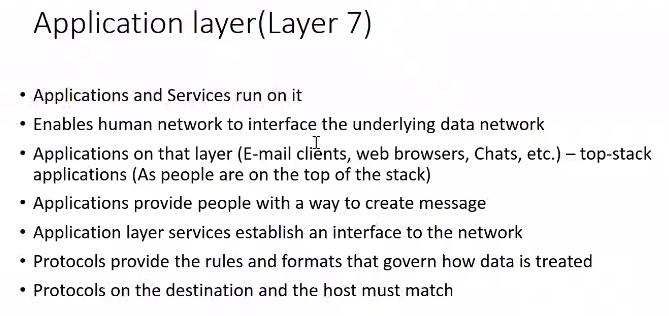 Application layer(Layer 7)
• Applications and Services run on it
• Enables human network to interface the underlying data network
• Applications on that layer (E-mail clients, web browsers, Chats, etc.) – top-stack
applications (As people are on the top of the stack)
• Applications provide people with a way to create message
• Application layer services establish an interface to the network
• Protocols provide the rules and formats that govern how data is treated
• Protocols on the destination and the host must match